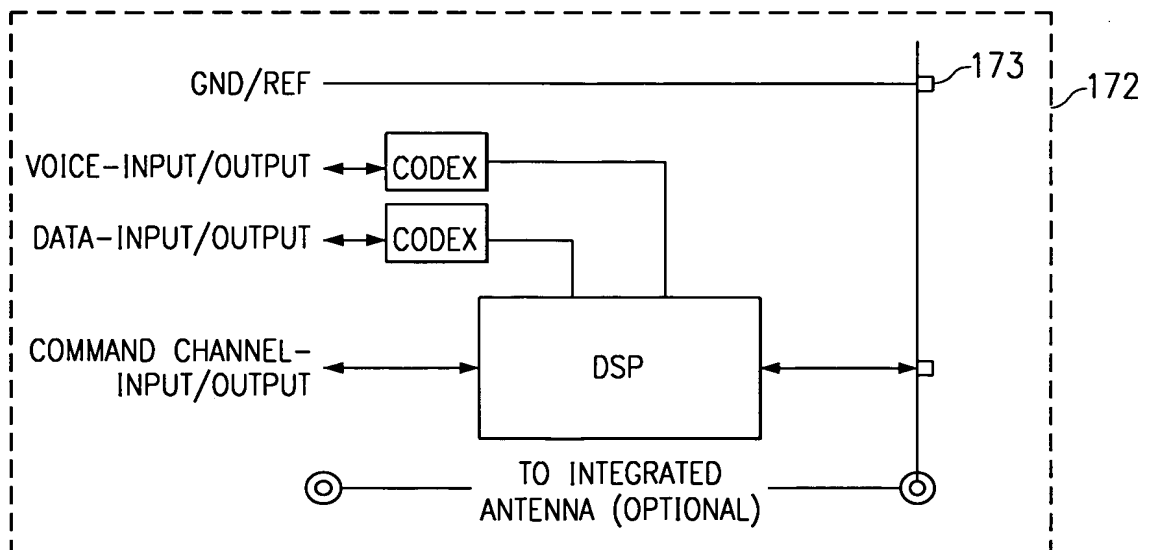 GND/REF
173
172
VOICE-INPUT/OUTPUT
CODEX
DATA-INPUT/OUTPUT
CODEX
COMMAND CHANNEL-
INPUT/OUTPUT
DSP
TO INTEGRATED
ANTENNA (OPTIONAL)